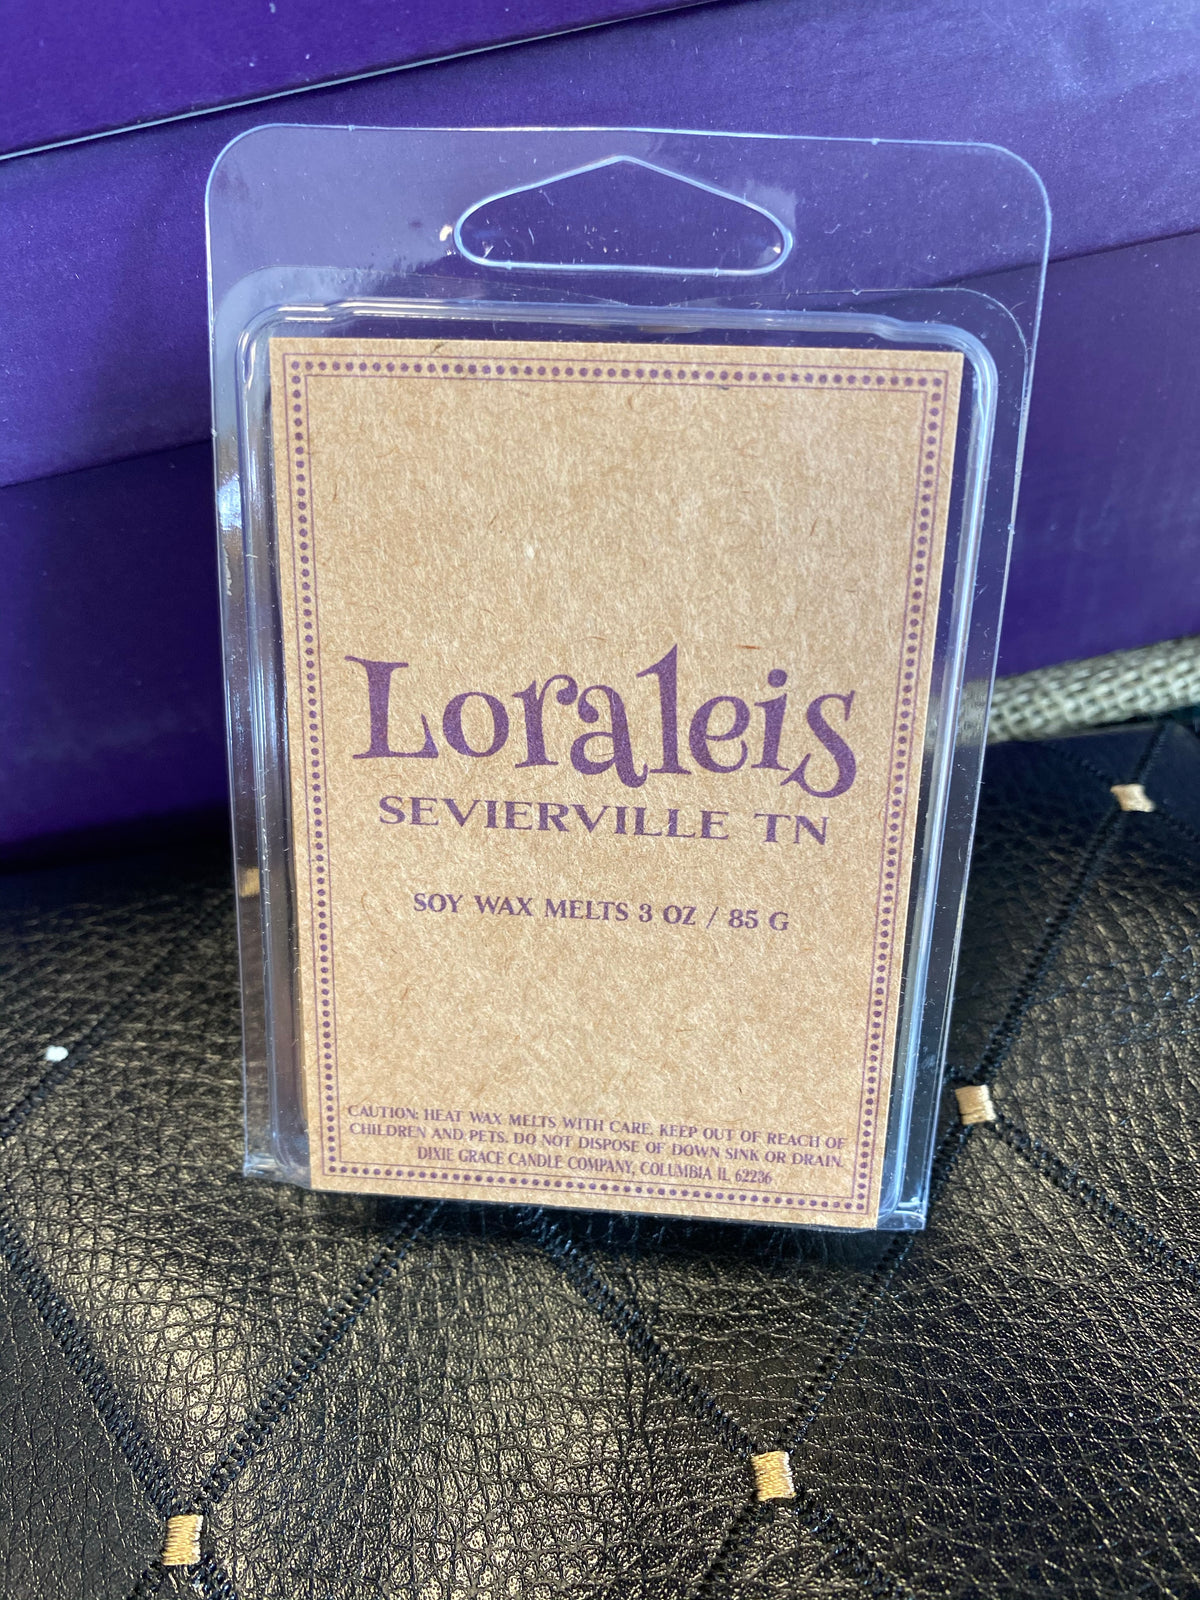 Loraleis
SEVIERVILLE TN
SOY WAX MELTS 3 OZ / 85 G
CAUTION: HEAT WAX MELTS WITH CARE. KEEP OUT OF REACH OF
CHILDREN AND PETS. DO NOT DISPOSE OF DOWN SINK OR DRAIN.
DIXIE GRACE CANDLE COMPANY, COLUMBIA IL 62236